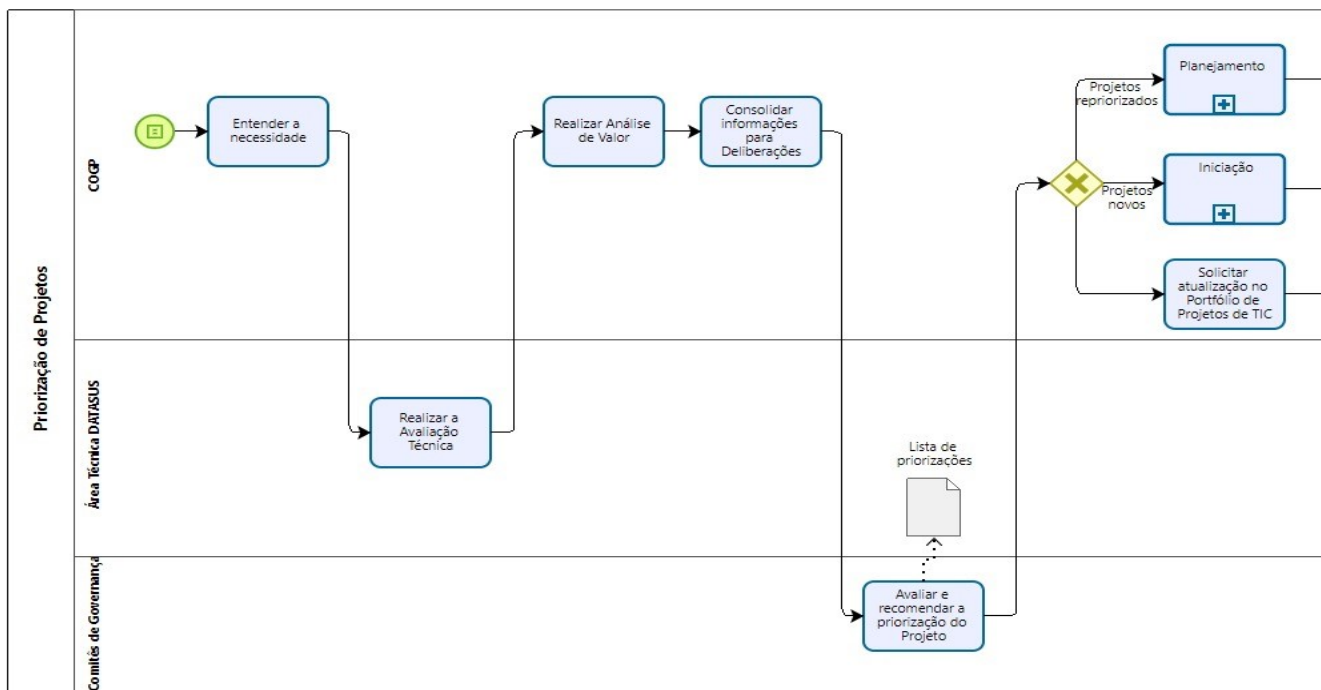 Priorização de Projetos
COGP
Entender a
necessidade
Realizar Análise
de Valor
Consolidar
informações
para
Deliberações
Projetos
repriorizados
Planejamento
Projetos
novos
Iniciação
Solicitar
atualização no
Portfólio de
Projetos de TIC
Área Técnica DATASUS
Realizar a
Avaliação
Técnica
Lista de
priorizações
Comitês de Governança
Avaliar e
recomendar a
priorização do
Projeto